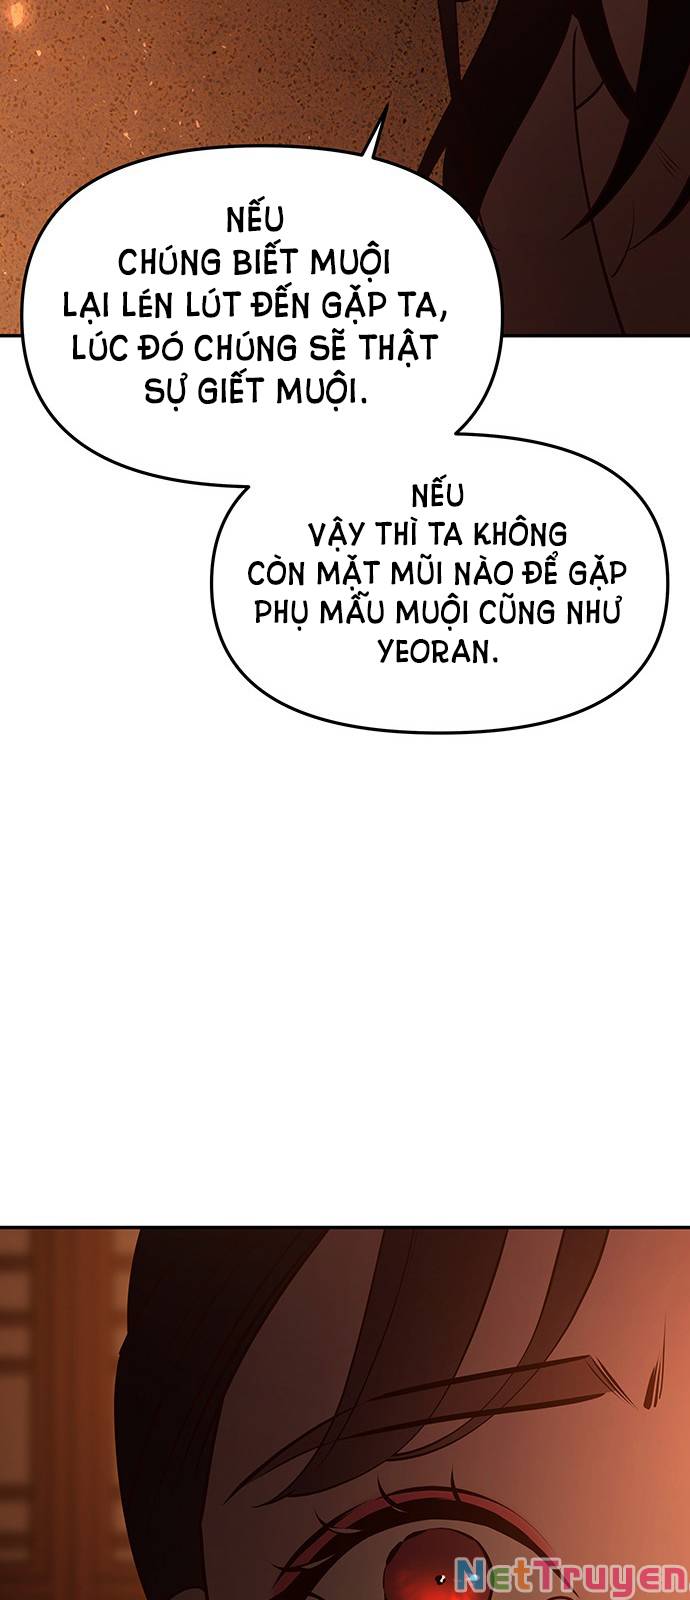 NẾU
CHÚNG BIẾT MUỘI
LẠI LÉN LÚT ĐẾN GẶP TA,
LÚC ĐÓ CHÚNG SẼ THẬT
SỰ GIẾT MUỘI.
NẾU
VẬY THÌ TA KHÔNG
CÒN MẶT MŨI NÀO ĐỂ GẶP
PHỤ MẪU MUỘI CŨNG NHƯ
YEORAN.
NetTruyen